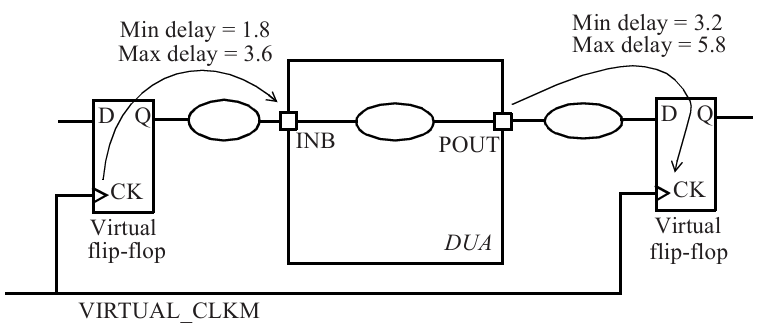 Min delay = 1.8
Max delay = 3.6
Min delay = 3.2
Max delay = 5.8
D Q
INB
POUT
D Q
CK
CK
Virtual
flip-flop
DUA
Virtual
flip-flop
VIRTUAL_CLKM